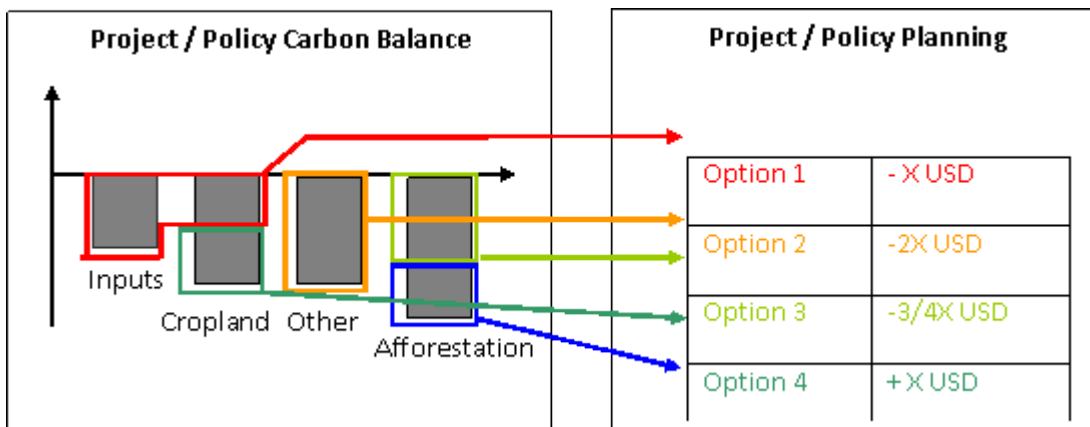 Project / Policy Carbon Balance
Inputs
Cropland
Other
Afforestation
Project / Policy Planning
Option 1 - X USD
Option 2 -2X USD
Option 3 -3/4X USD
Option 4 + X USD